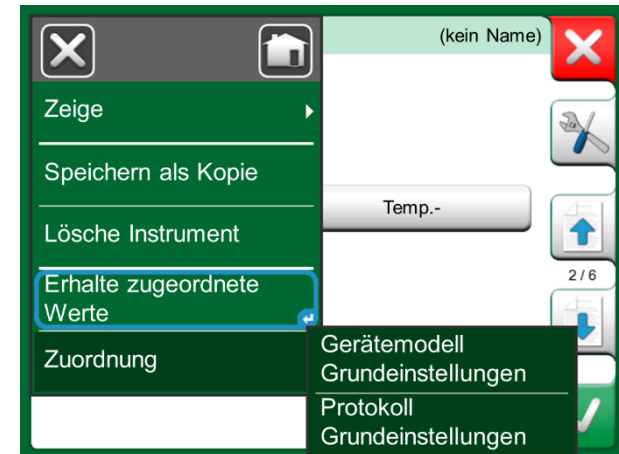 (kein Name)
Zeige
Speichern als Kopie
Temp.-
Lösche Instrument
2 / 6
Erhalte zugeordnete
Werte
Zuordnung
Gerätemodell
Grundeinstellungen
Protokoll
Grundeinstellungen